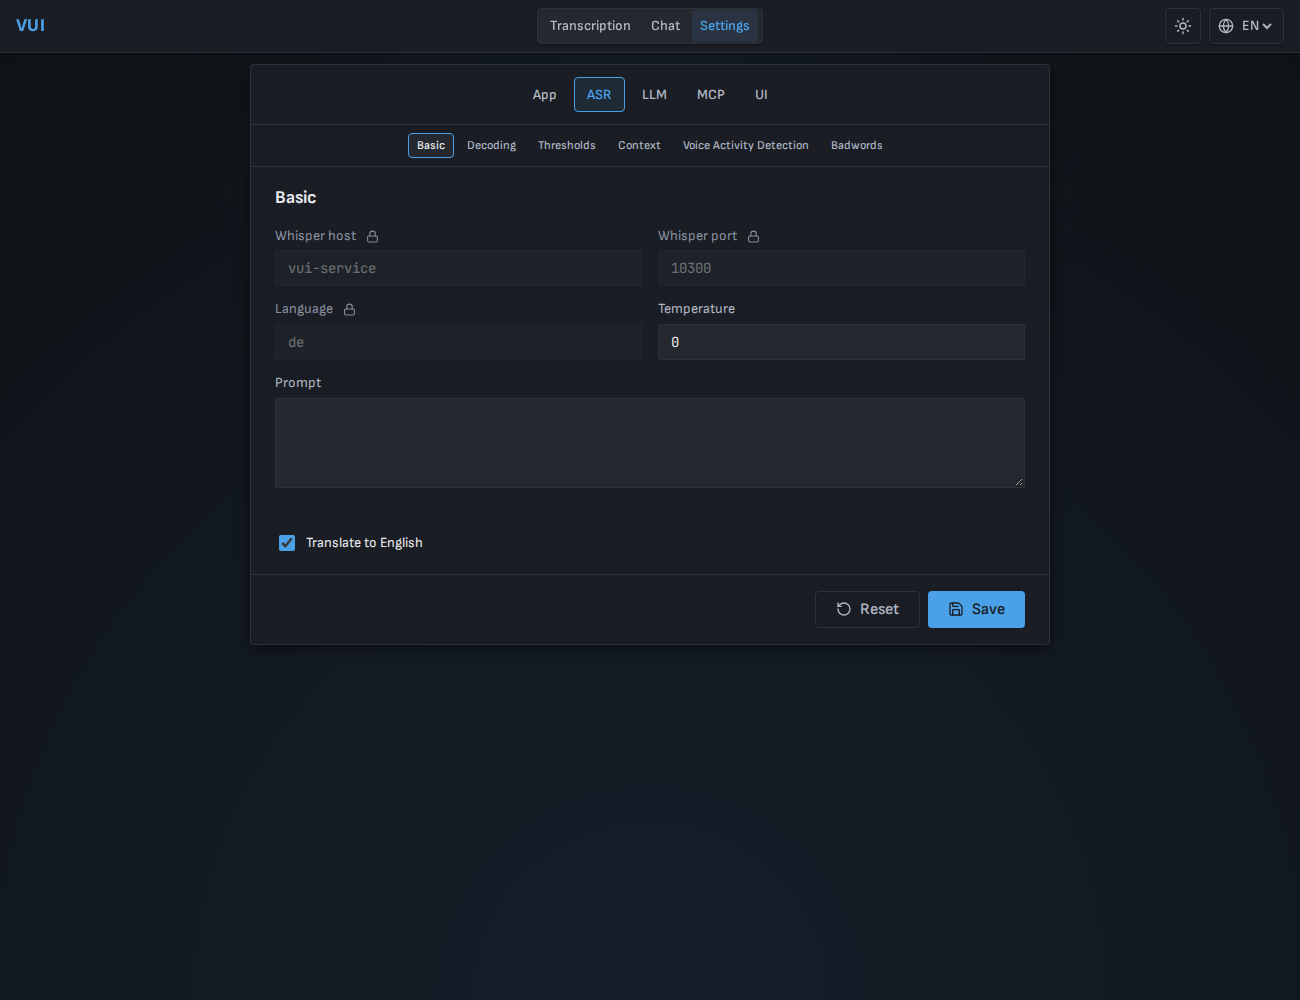 VUI
Transcription Chat Settings
EN
App ASR LLM MCP UI
Basic Decoding Thresholds Context Voice Activity Detection Badwords
Basic
Whisper host Whisper port
vui-service 10300
Language Temperature
de 0
Prompt
Translate to English
Reset Save